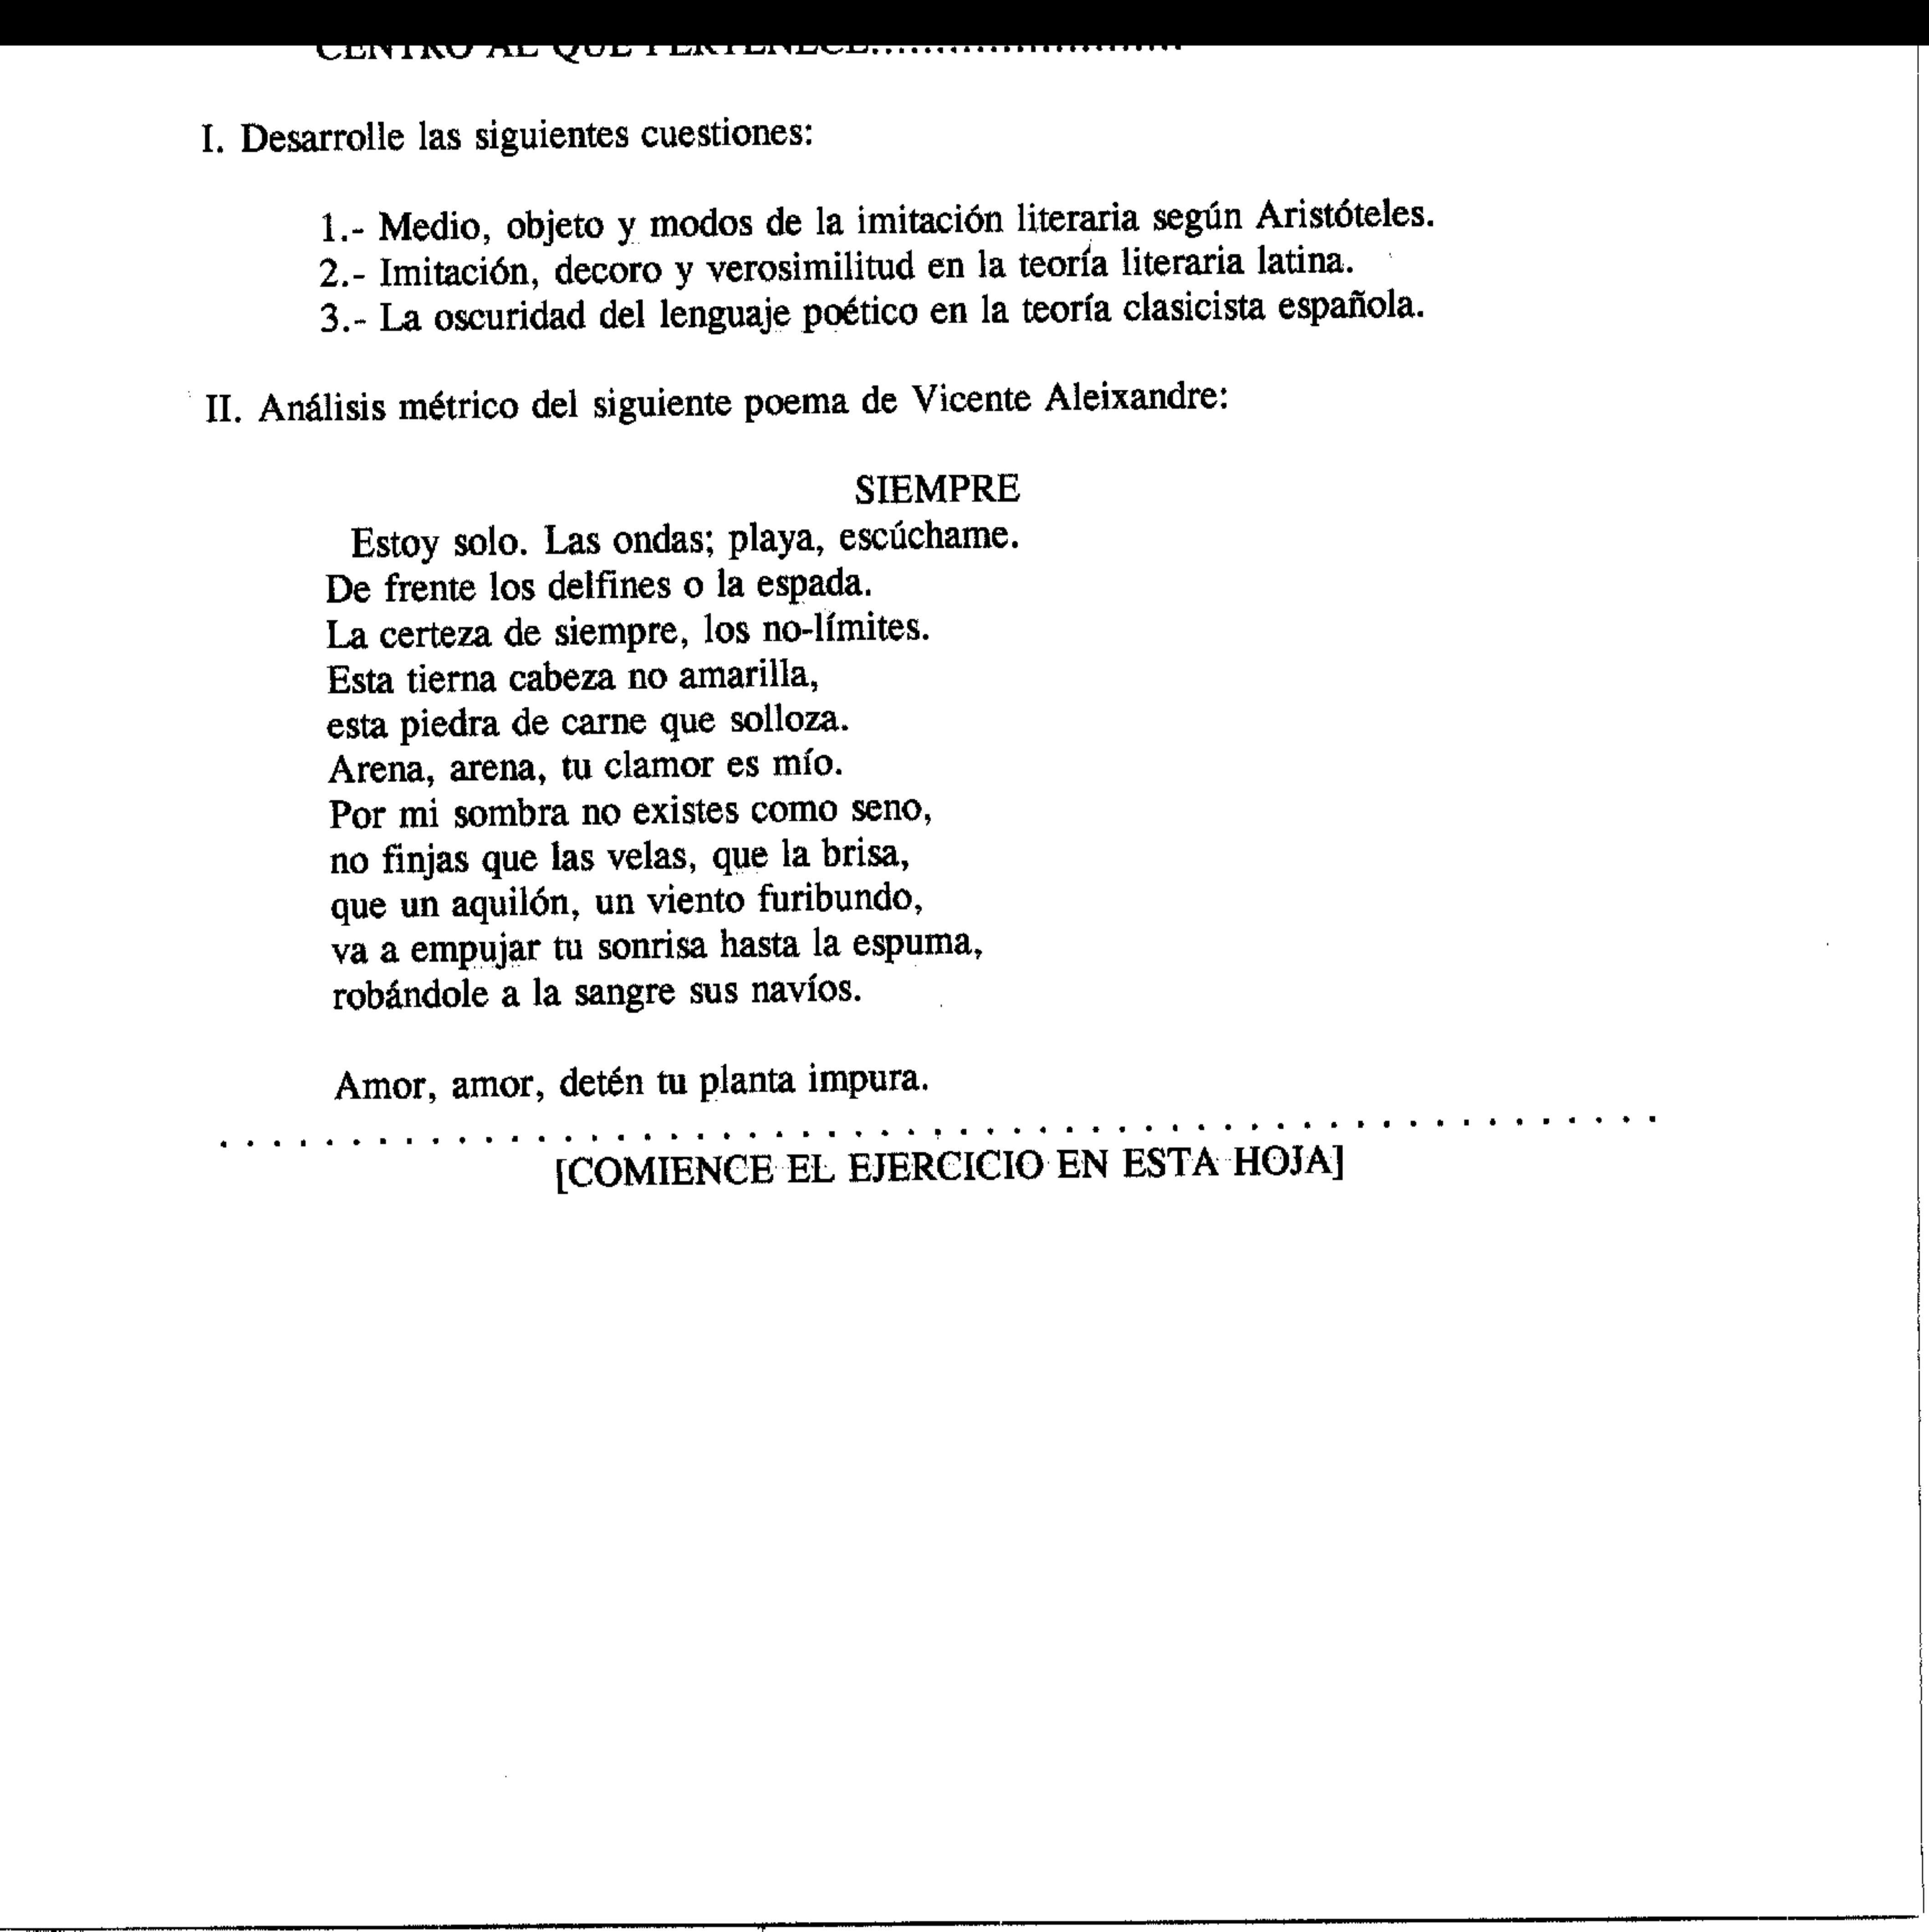 CENTRO AL QUE PERTENECE..........................
I. Desarrolle las siguientes cuestiones:
1.- Medio, objeto y modos de la imitación literaria según Aristóteles.
2.- Imitación, decoro y verosimilitud en la teoría literaria latina.
3.- La oscuridad del lenguaje poético en la teoría clasicista española.
II. Análisis métrico del siguiente poema de Vicente Aleixandre:
SIEMPRE
Estoy solo. Las ondas; playa, escúchame.
De frente los delfines o la espada.
La certeza de siempre, los no-límites.
Esta tierna cabeza no amarilla,
esta piedra de carne que solloza.
Arena, arena, tu clamor es mío.
Por mi sombra no existes como seno,
no finjas que las velas, que la brisa,
que un aquilón, un viento furibundo,
va a empujar tu sonrisa hasta la espuma,
robándole a la sangre sus navíos.
Amor, amor, detén tu planta impura.
. . . . . . . . . . . . . . . . . . . . . . . . . . . . . . . . . . . . . . . . . . . . . . . . . . . . . . .
[COMIENCE EL EJERCICIO EN ESTA HOJA]